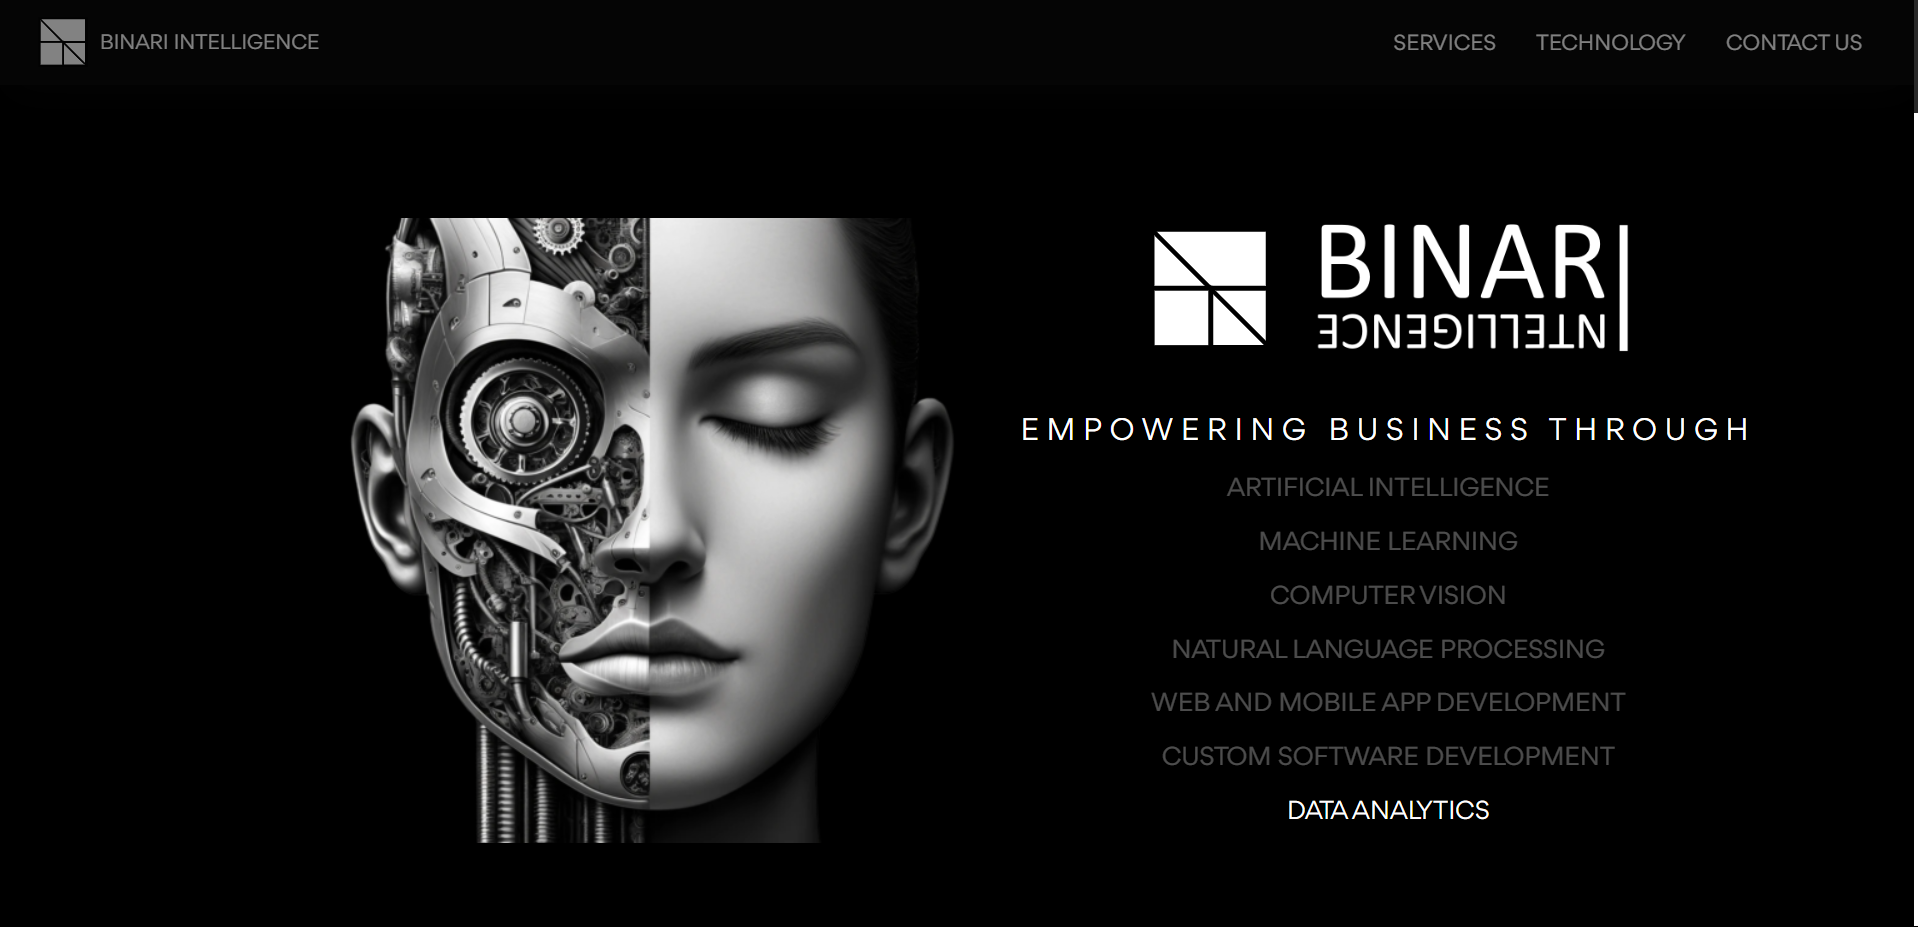 BINARI INTELLIGENCE
SERVICES TECHNOLOGY CONTACT US
BINARI
INTELLIGENCE
EMPOWERING BUSINESS THROUGH
ARTIFICIAL INTELLIGENCE
MACHINE LEARNING
COMPUTER VISION
NATURAL LANGUAGE PROCESSING
WEB AND MOBILE APP DEVELOPMENT
CUSTOM SOFTWARE DEVELOPMENT
DATA ANALYTICS